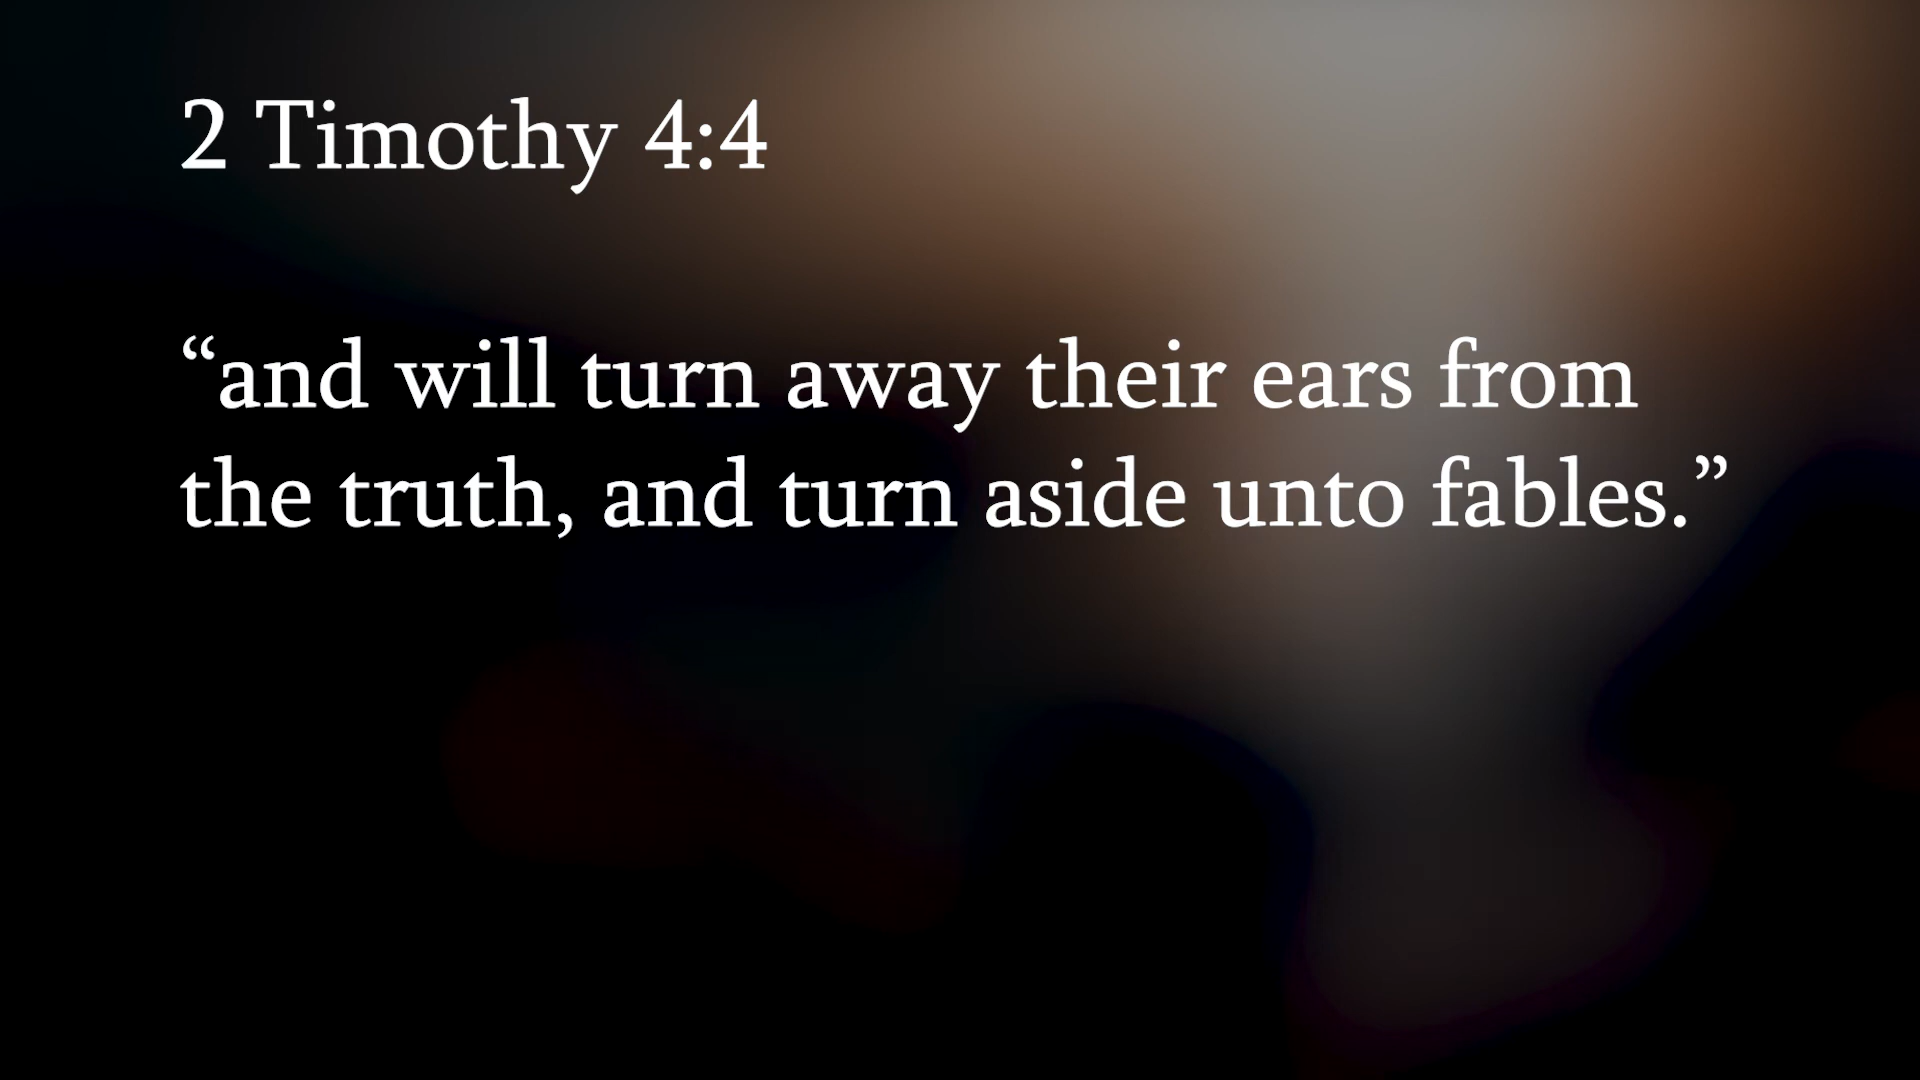 2 Timothy 4:4
“and will turn away their ears from
the truth, and turn aside unto fables.”